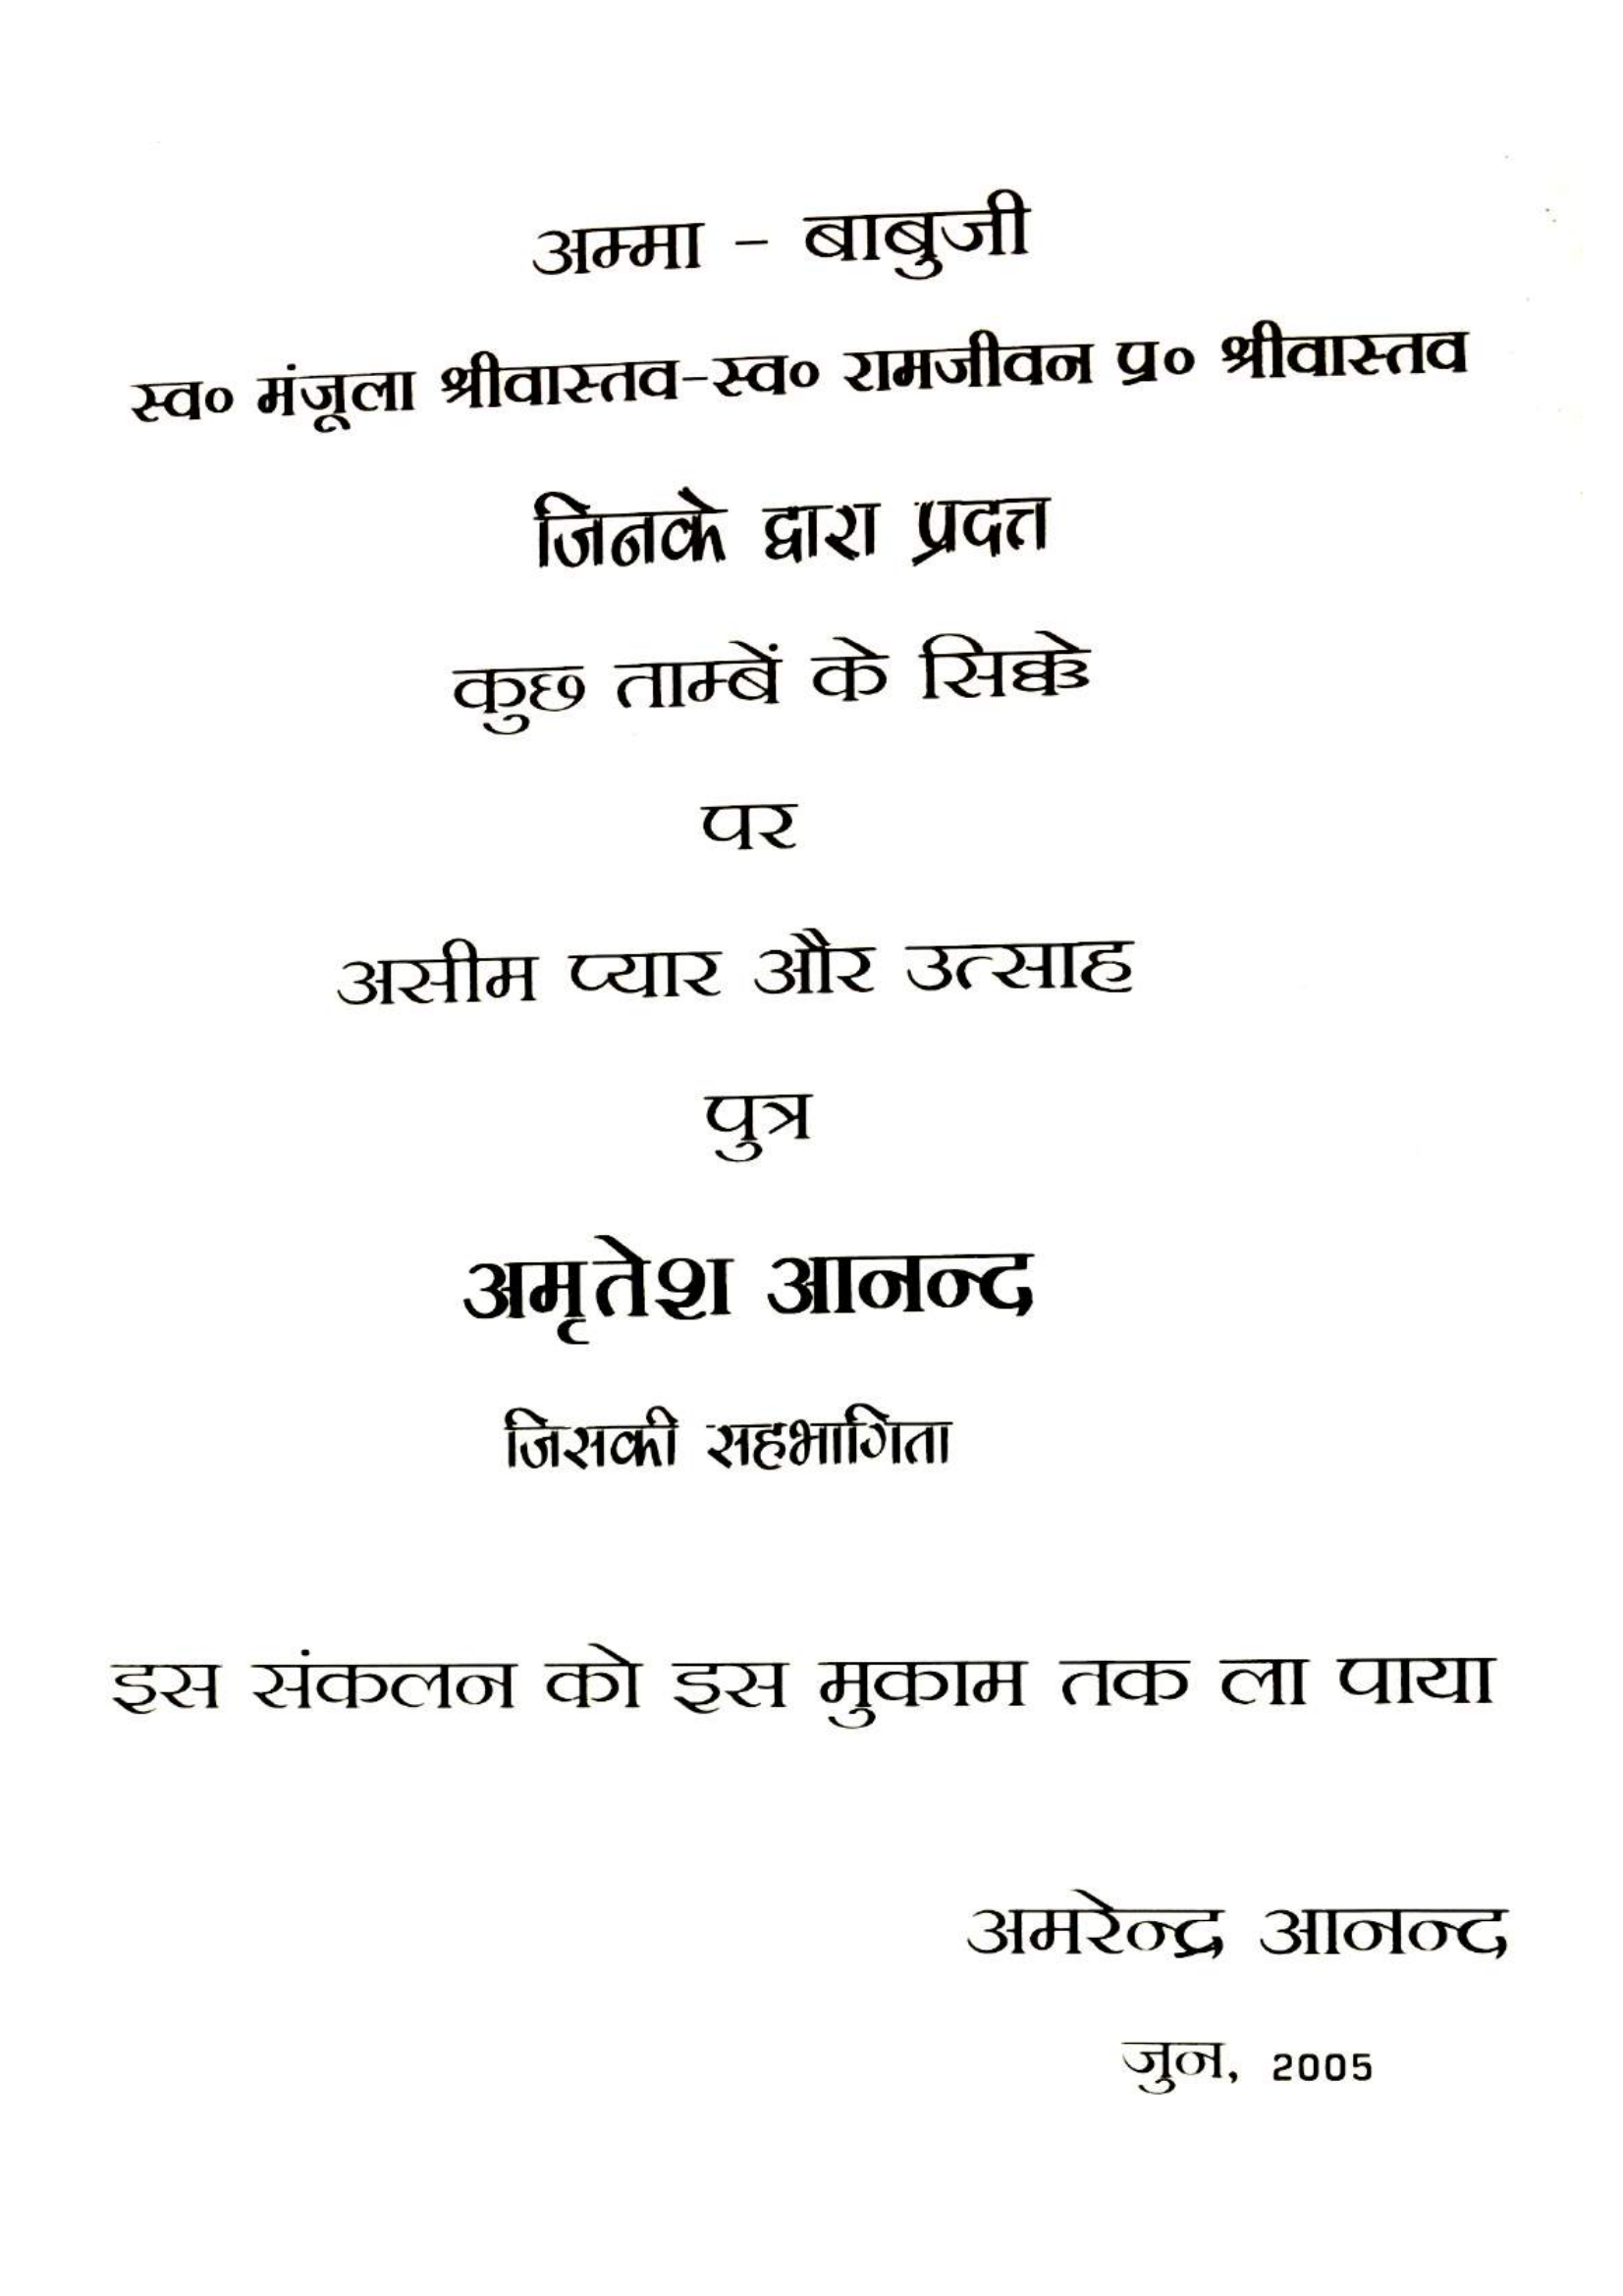 अम्मा – बाबुजी
स्व० मंजूला श्रीवास्तव–स्व० रामजीवन प्र० श्रीवास्तव
जिनके द्वारा प्रदत्त
कुछ ताम्बें के सिक्के
पर
असीम प्यार और उत्साह
पुत्र
अमृतेश आनन्द
जिसकी सहभागिता
इस संकलन को इस मुकाम तक ला पाया
अमरेन्द्र आनन्द
जुन, 2005